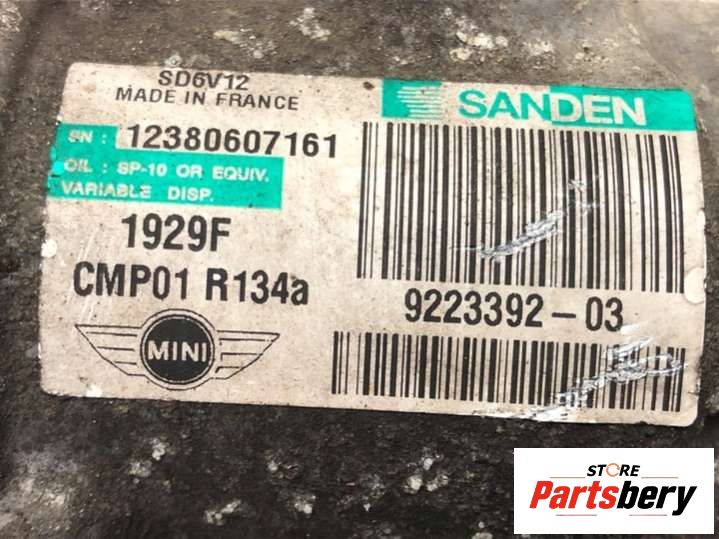 SD6V12
MADE IN FRANCE
SANDEN
SN : 12380607161
OIL : SP-10 OR EQUIV.
VARIABLE DISP.
1929F
CMP01 R134a
9223392-03
MINI
STORE
Partsbery